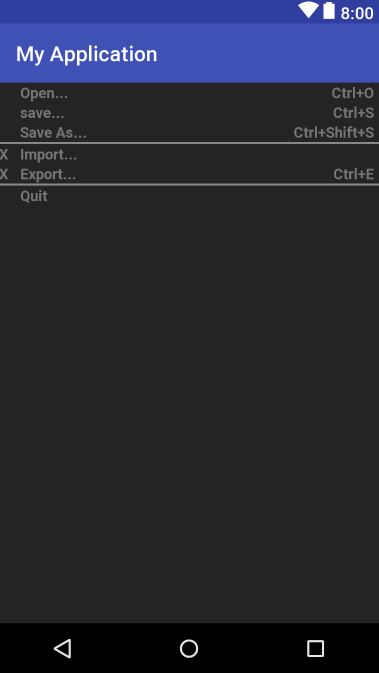 8:00
My Application
Open... Ctrl+O
save... Ctrl+S
Save As... Ctrl+Shift+S
X Import...
X Export... Ctrl+E
Quit